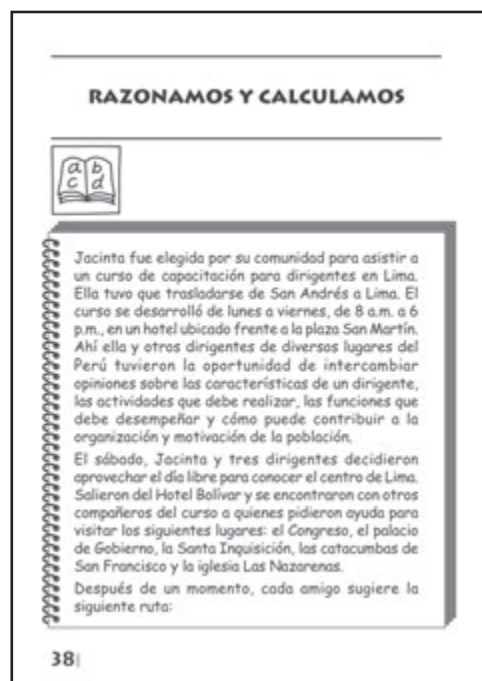 RAZONAMOS Y CALCULAMOS
a b
c d
Jacinta fue elegida por su comunidad para asistir a
un curso de capacitación para dirigentes en Lima.
Ella tuvo que trasladarse de San Andrés a Lima. El
curso se desarrolló de lunes a viernes, de 8 a.m. a 6
p.m., en un hotel ubicado frente a la plaza San Martín.
Ahí ella y otros dirigentes de diversos lugares del
Perú tuvieron la oportunidad de intercambiar
opiniones sobre las características de un dirigente,
las actividades que debe realizar, las funciones que
debe desempeñar y cómo puede contribuir a la
organización y motivación de la población.
El sábado, Jacinta y tres dirigentes decidieron
aprovechar el día libre para conocer el centro de Lima.
Salieron del Hotel Bolívar y se encontraron con otros
compañeros del curso a quienes pidieron ayuda para
visitar los siguientes lugares: el Congreso, el palacio
de Gobierno, la Santa Inquisición, las catacumbas de
San Francisco y la iglesia Las Nazarenas.
Después de un momento, cada amigo sugiere la
siguiente ruta:
38|